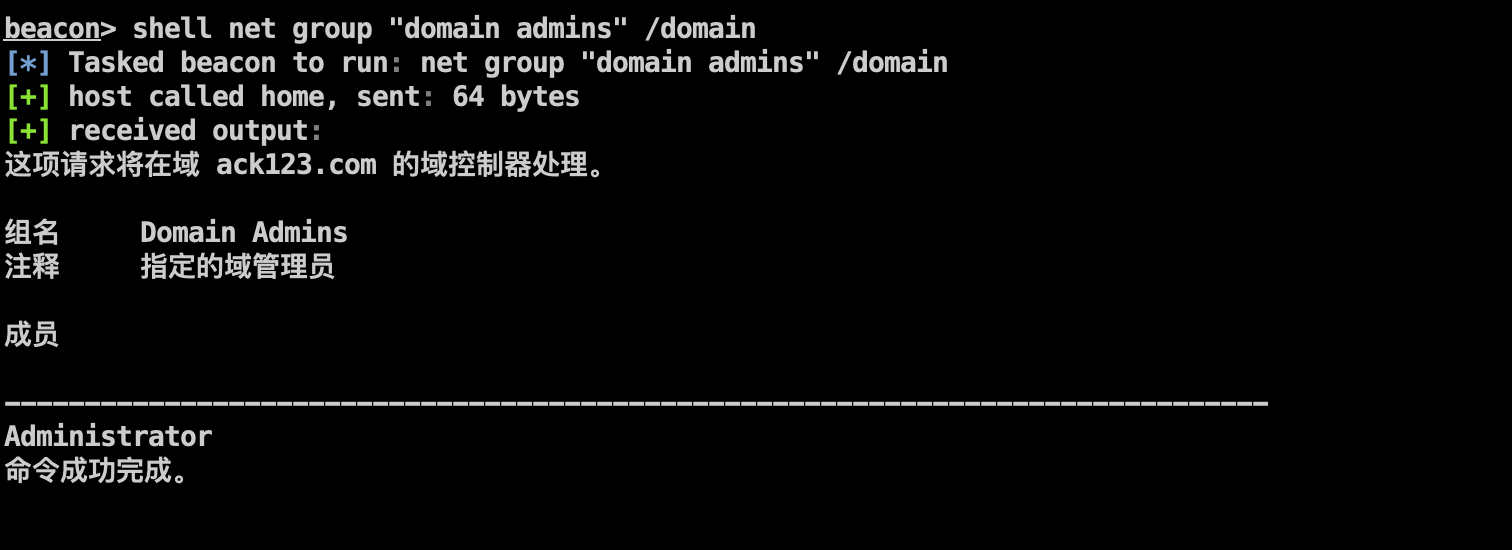 beacon> shell net group "domain admins" /domain
[*] Tasked beacon to run: net group "domain admins" /domain
[+] host called home, sent: 64 bytes
[+] received output:
这项请求将在域 ack123.com 的域控制器处理。
组名     Domain Admins
注释     指定的域管理员
成员
-------------------------------------------------------------------------------
Administrator
命令成功完成。